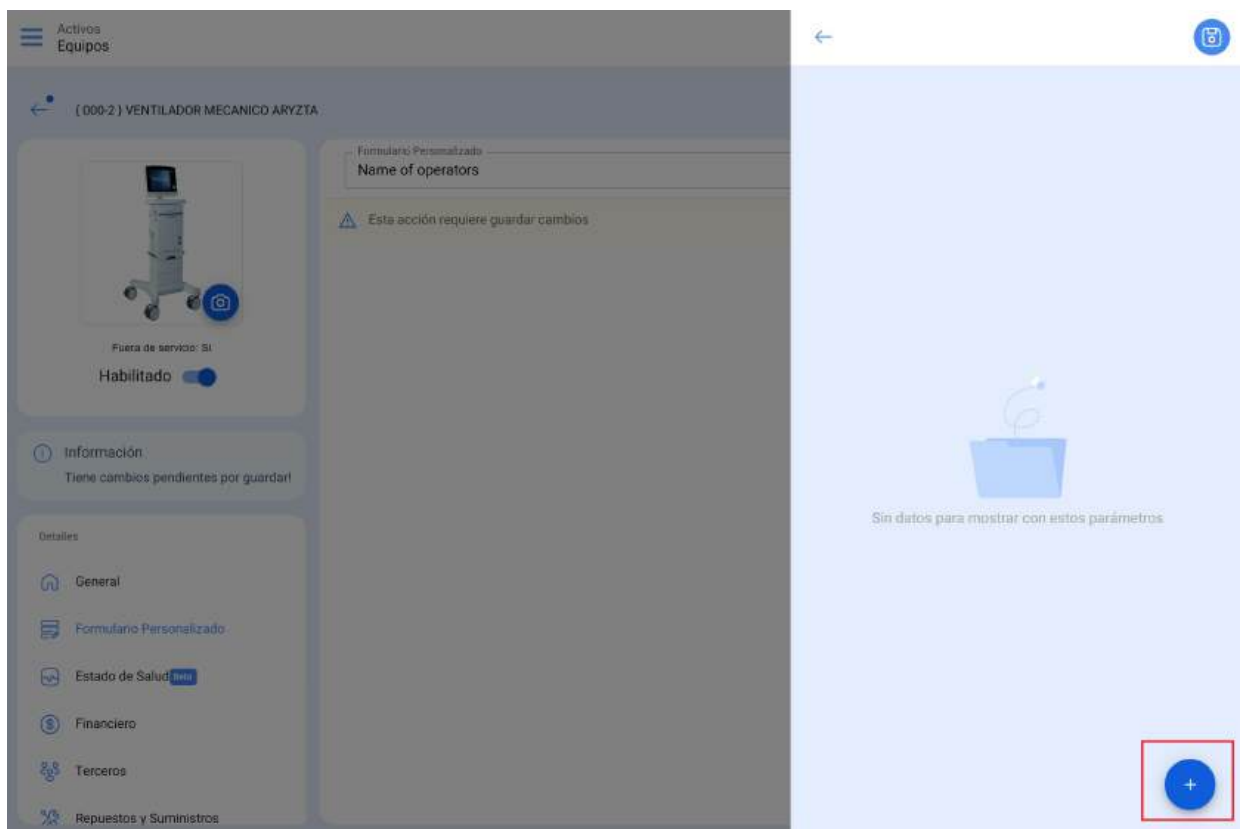 Activos
Equipos
( 000-2 ) VENTILADOR MECANICO ARYZTA
Fuera de servicio: Si
Habilitado
Información
Tiene cambios pendientes por guardar!
Detalles
General
Formulario Personalizado
Estado de Salud Beta
Financiero
Terceros
Repuestos y Suministros
Formulario Personalizado
Name of operators
Esta acción requiere guardar cambios
Sin datos para mostrar con estos parámetros
+